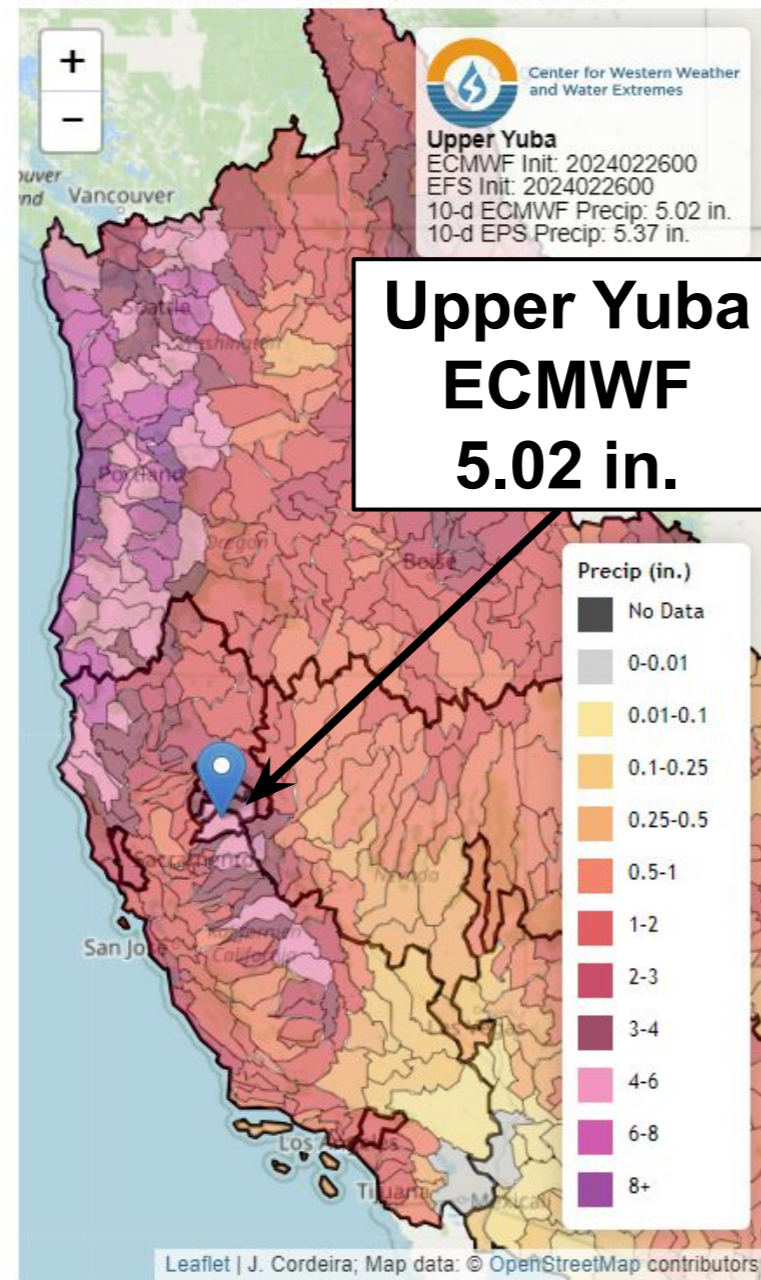 +
−
Center for Western Weather
and Water Extremes
Upper Yuba
ECMWF Init: 2024022600
EFS Init: 2024022600
10-d ECMWF Precip: 5.02 in.
10-d EPS Precip: 5.37 in.
Vancouver
Seattle
Washington
Upper Yuba
ECMWF
5.02 in.
Portland
Oregon
Boise
Precip (in.)
No Data
0-0.01
0.01-0.1
0.1-0.25
0.25-0.5
0.5-1
1-2
2-3
3-4
4-6
6-8
8+
Sacramento
Nevada
San Jose
California
Las Vegas
Los Angeles
Tijuana
Mexicali
Leaflet | J. Cordeira; Map data: © OpenStreetMap contributors